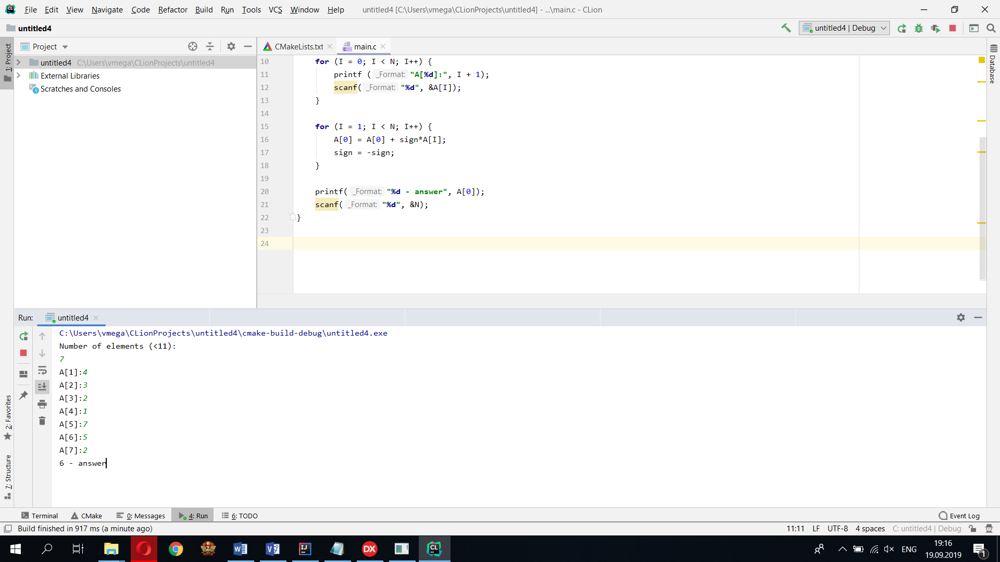 File Edit View Navigate Code Refactor Build Run Tools VCS Window Help untitled4 [C:\Users\vmega\CLionProjects\untitled4] - ...\main.c - CLion
untitled4
untitled4 | Debug
1: Project
Project
CMakeLists.txt
main.c
untitled4 C:\Users\vmega\CLionProjects\untitled4
External Libraries
Scratches and Consoles
10 for (I = 0; I < N; I++) {
11 printf ( _Format: "A[%d]:", I + 1);
12 scanf( _Format: "%d", &A[I]);
13 }
14
15 for (I = 1; I < N; I++) {
16 A[0] = A[0] + sign*A[I];
17 sign = -sign;
18 }
19
20 printf( _Format: "%d - answer", A[0]);
21 scanf( _Format: "%d", &N);
22 }
23
24
Database
Run: untitled4
C:\Users\vmega\CLionProjects\untitled4\cmake-build-debug\untitled4.exe
Number of elements (<11):
7
A[1]:4
A[2]:3
A[3]:2
A[4]:1
A[5]:7
A[6]:5
A[7]:2
6 - answer
2: Favorites
7: Structure
Terminal CMake 0: Messages 4: Run 6: TODO Event Log
Build finished in 917 ms (a minute ago) 11:11 LF UTF-8 4 spaces C: untitled4 | Debug
ENG 19:16
19.09.2019
1